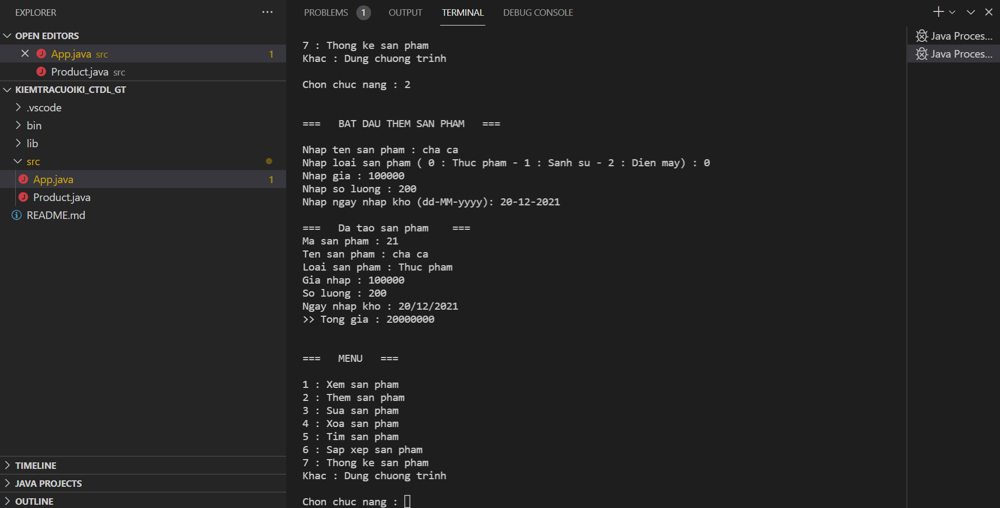 EXPLORER
OPEN EDITORS
App.java src 1
Product.java src
KIEMTRACUOIKI_CTDL_GT
.vscode
bin
lib
src
App.java 1
Product.java
README.md
TIMELINE
JAVA PROJECTS
OUTLINE
PROBLEMS 1 OUTPUT TERMINAL DEBUG CONSOLE
7 : Thong ke san pham
Khac : Dung chuong trinh
Chon chuc nang : 2
=== BAT DAU THEM SAN PHAM ===
Nhap ten san pham : cha ca
Nhap loai san pham ( 0 : Thuc pham - 1 : Sanh su - 2 : Dien may) : 0
Nhap gia : 100000
Nhap so luong : 200
Nhap ngay nhap kho (dd-MM-yyyy): 20-12-2021
=== Da tao san pham ===
Ma san pham : 21
Ten san pham : cha ca
Loai san pham : Thuc pham
Gia nhap : 100000
So luong : 200
Ngay nhap kho : 20/12/2021
>> Tong gia : 20000000
=== MENU ===
1 : Xem san pham
2 : Them san pham
3 : Sua san pham
4 : Xoa san pham
5 : Tim san pham
6 : Sap xep san pham
7 : Thong ke san pham
Khac : Dung chuong trinh
Chon chuc nang :
Java Proces...
Java Proces...